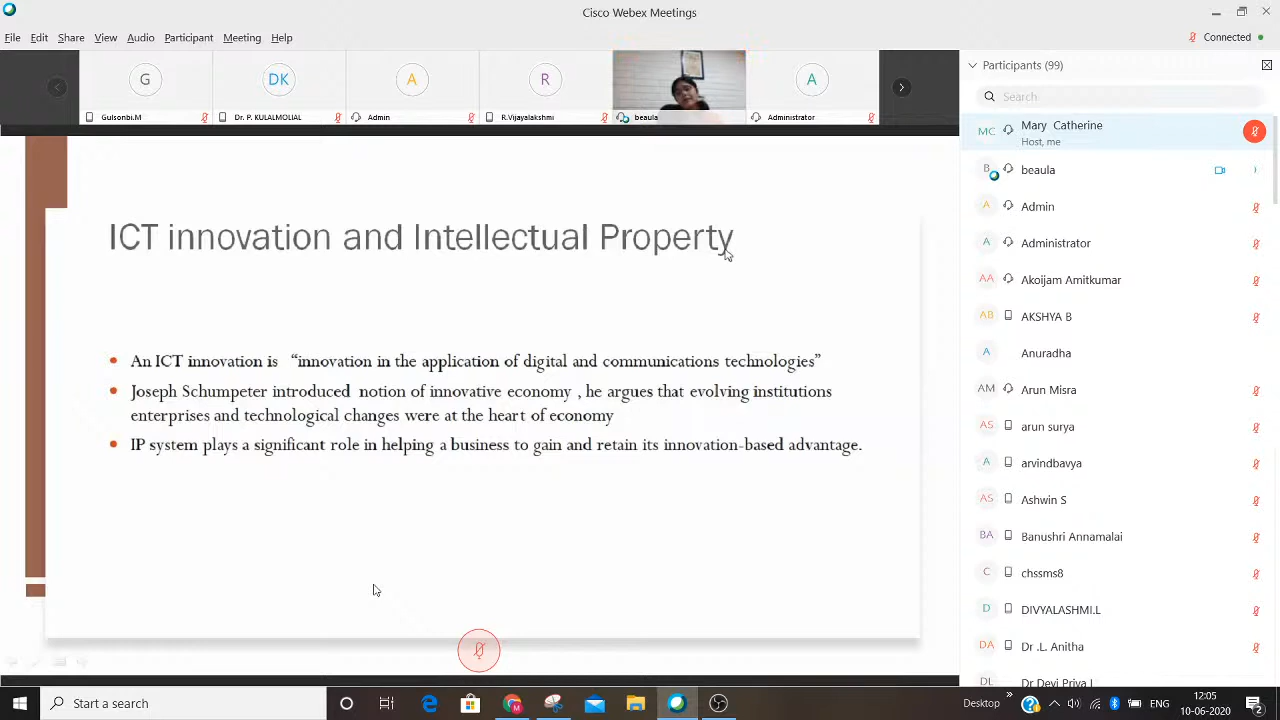 Cisco Webex Meetings
File Edit Share View Audio Participant Meeting Help
Connected
G
DK
A
R
A
Gulsonbi.M
Dr. P. KULALMOLIAL
Admin
R.Vijayalakshmi
beaula
Administrator
ICT innovation and Intellectual Property
An ICT innovation is “innovation in the application of digital and communications technologies”
Joseph Schumpeter introduced notion of innovative economy , he argues that evolving institutions
enterprises and technological changes were at the heart of economy
IP system plays a significant role in helping a business to gain and retain its innovation-based advantage.
Participants (99)
Search
MC Mary Catherine
Host, me
B beaula
A Admin
A Administrator
AA Akoijam Amitkumar
AB AKSHYA B
A Anuradha
AM Arun Misra
AS arun surya
A arvindbavya
AS Ashwin S
BA Banushri Annamalai
C chssms8
D DIVYALASHMI.L
DA Dr .L. Anitha
DL Dr Devi Priya L
Start a search
Desktop
ENG
12:05
10-06-2020
2